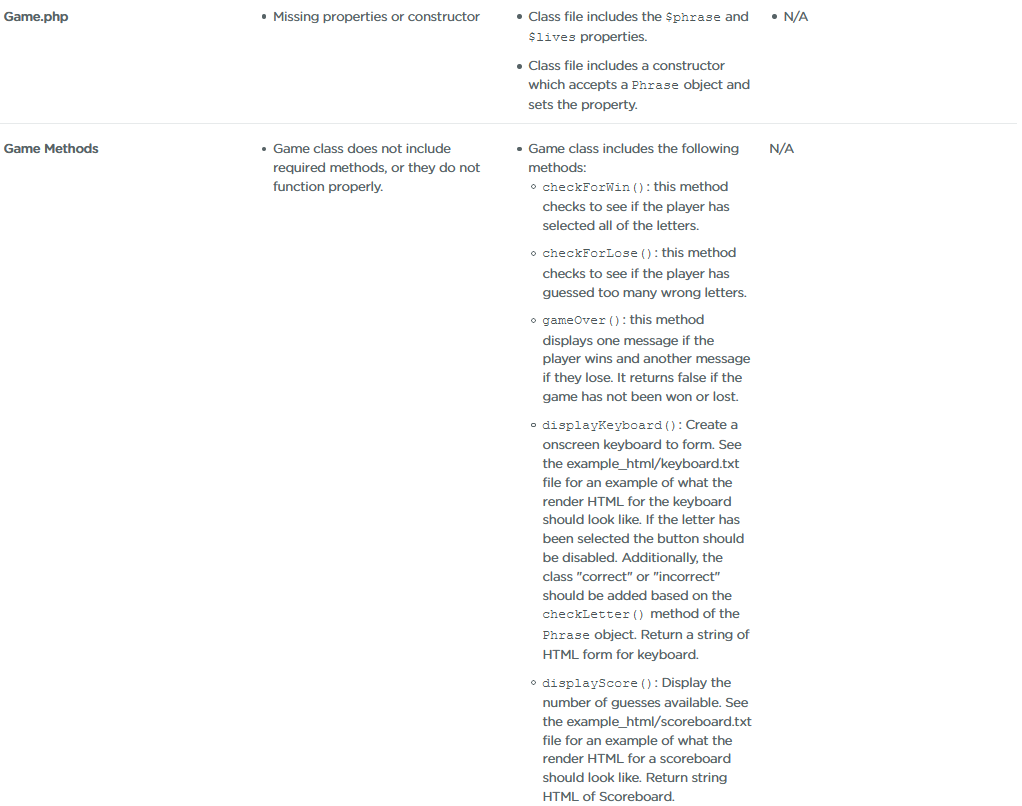 Game.php
Missing properties or constructor
Class file includes the $phrase and
$lives properties.
Class file includes a constructor
which accepts a Phrase object and
sets the property.
N/A
Game Methods
Game class does not include
required methods, or they do not
function properly.
Game class includes the following
methods:
checkForWin(): this method
checks to see if the player has
selected all of the letters.
checkForLose(): this method
checks to see if the player has
guessed too many wrong letters.
gameOver(): this method
displays one message if the
player wins and another message
if they lose. It returns false if the
game has not been won or lost.
displayKeyboard(): Create a
onscreen keyboard to form. See
the example_html/keyboard.txt
file for an example of what the
render HTML for the keyboard
should look like. If the letter has
been selected the button should
be disabled. Additionally, the
class "correct" or "incorrect"
should be added based on the
checkLetter() method of the
Phrase object. Return a string of
HTML form for keyboard.
displayScore(): Display the
number of guesses available. See
the example_html/scoreboard.txt
file for an example of what the
render HTML for a scoreboard
should look like. Return string
HTML of Scoreboard.
N/A